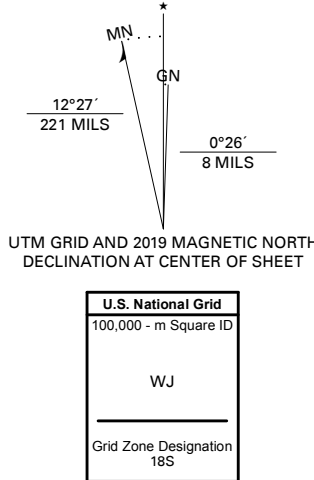 ★
MN
GN
12°27´
221 MILS
0°26´
8 MILS
UTM GRID AND 2019 MAGNETIC NORTH
DECLINATION AT CENTER OF SHEET
U.S. National Grid
100,000 - m Square ID
WJ
Grid Zone Designation
18S